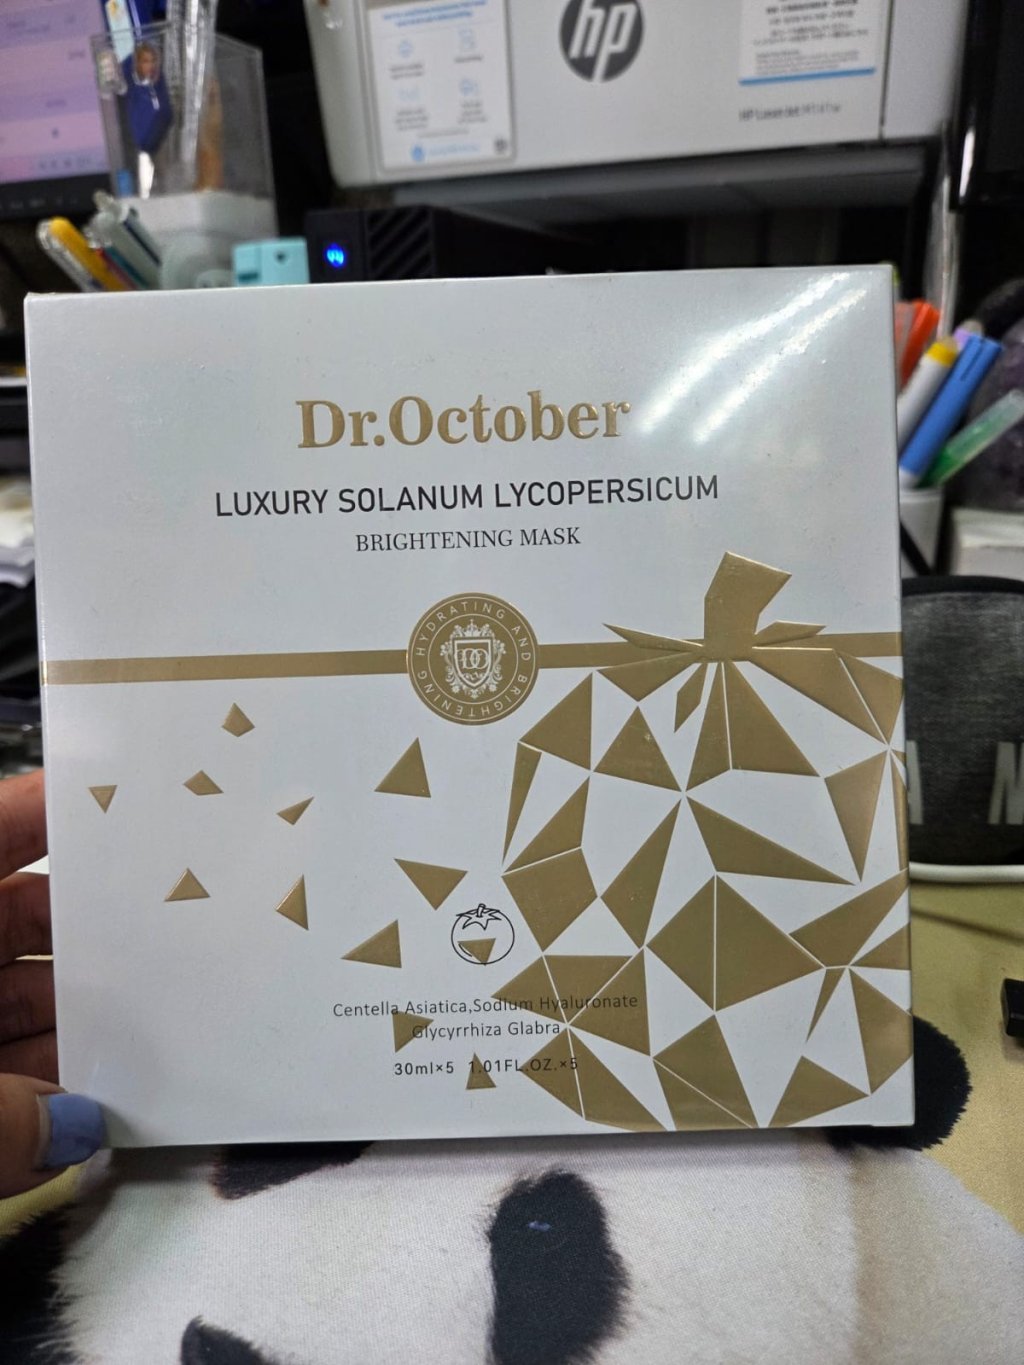 hp
Dr.October
LUXURY SOLANUM LYCOPERSICUM
BRIGHTENING MASK
HYDRATING AND BRIGHTENING
DO
Centella Asiatica,Sodium Hyaluronate
Glycyrrhiza Glabra
30ml×5 1.01FL.OZ.×5